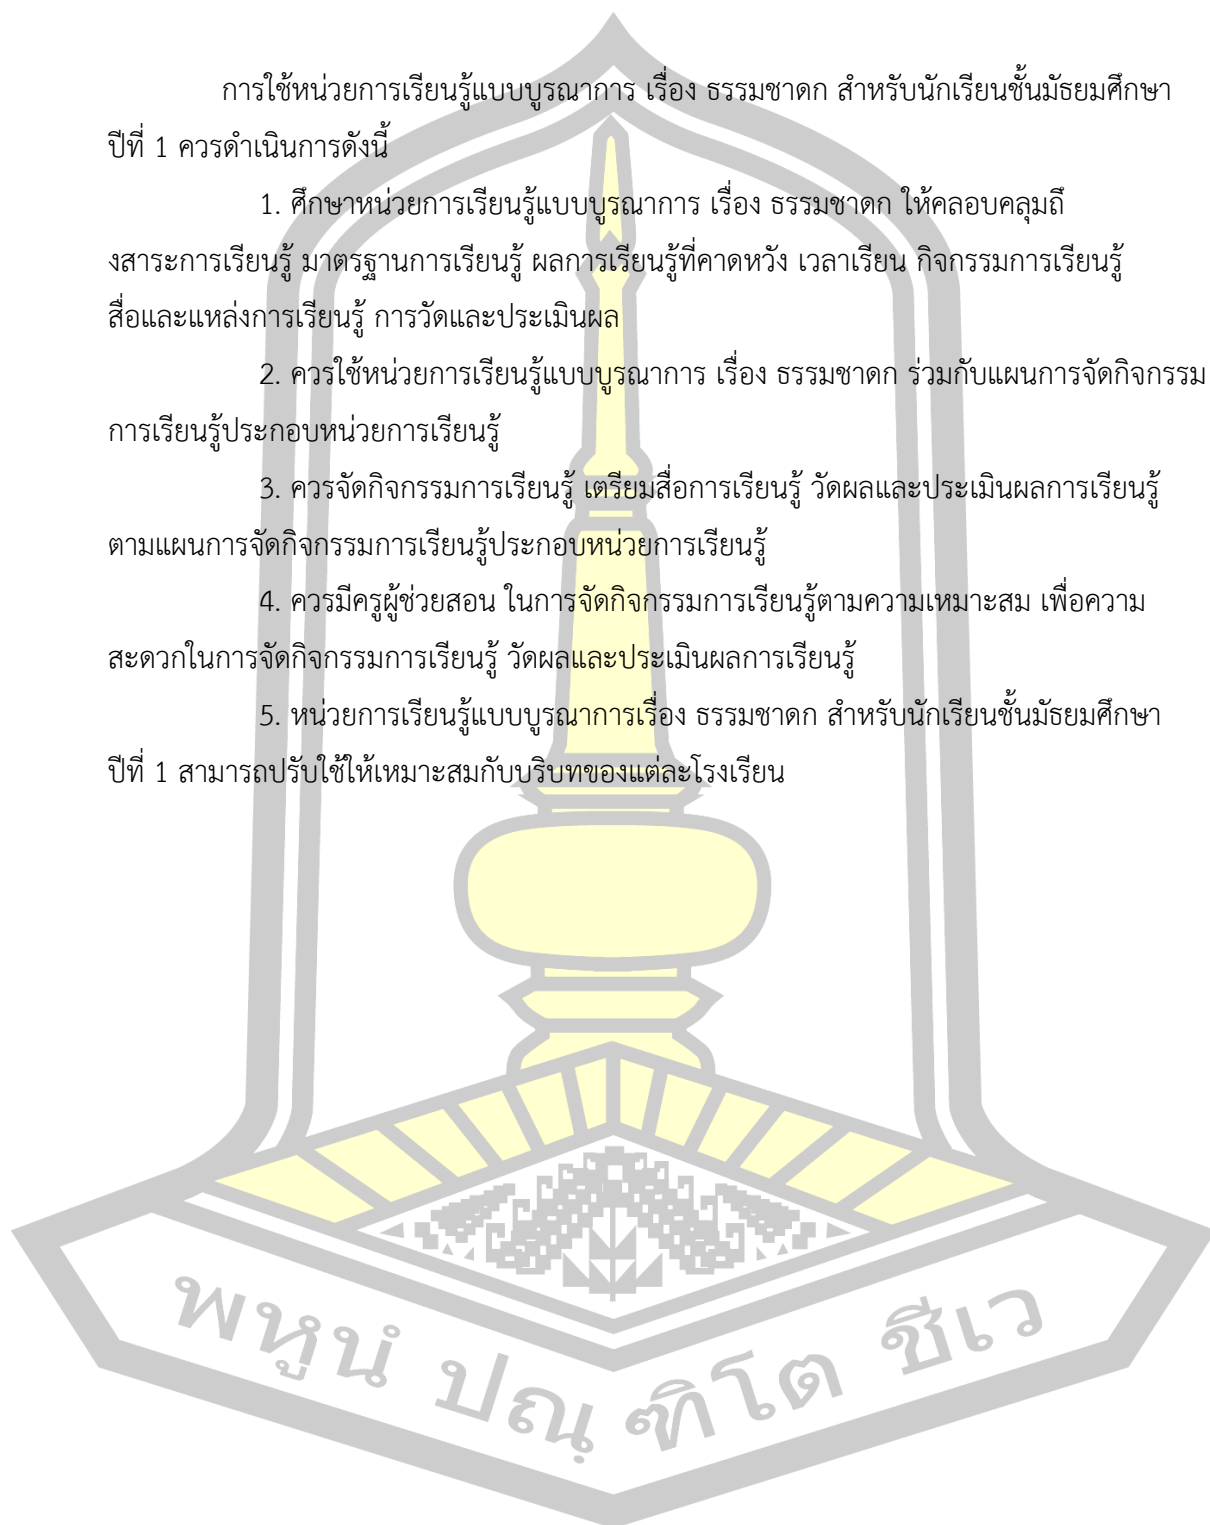 การใช้หน่วยการเรียนรู้แบบบูรณาการ เรื่อง ธรรมชาดก สำหรับนักเรียนชั้นมัธยมศึกษา
ปีที่ 1 ควรดำเนินการดังนี้
1. ศึกษาหน่วยการเรียนรู้แบบบูรณาการ เรื่อง ธรรมชาดก ให้คลอบคลุมถึ
งสาระการเรียนรู้ มาตรฐานการเรียนรู้ ผลการเรียนรู้ที่คาดหวัง เวลาเรียน กิจกรรมการเรียนรู้
สื่อและแหล่งการเรียนรู้ การวัดและประเมินผล
2. ควรใช้หน่วยการเรียนรู้แบบบูรณาการ เรื่อง ธรรมชาดก ร่วมกับแผนการจัดกิจกรรม
การเรียนรู้ประกอบหน่วยการเรียนรู้
3. ควรจัดกิจกรรมการเรียนรู้ เตรียมสื่อการเรียนรู้ วัดผลและประเมินผลการเรียนรู้
ตามแผนการจัดกิจกรรมการเรียนรู้ประกอบหน่วยการเรียนรู้
4. ควรมีครูผู้ช่วยสอน ในการจัดกิจกรรมการเรียนรู้ตามความเหมาะสม เพื่อความ
สะดวกในการจัดกิจกรรมการเรียนรู้ วัดผลและประเมินผลการเรียนรู้
5. หน่วยการเรียนรู้แบบบูรณาการเรื่อง ธรรมชาดก สำหรับนักเรียนชั้นมัธยมศึกษา
ปีที่ 1 สามารถปรับใช้ให้เหมาะสมกับบริบทของแต่ละโรงเรียน
พหูนํ ปณฺฑิโต ชีเว